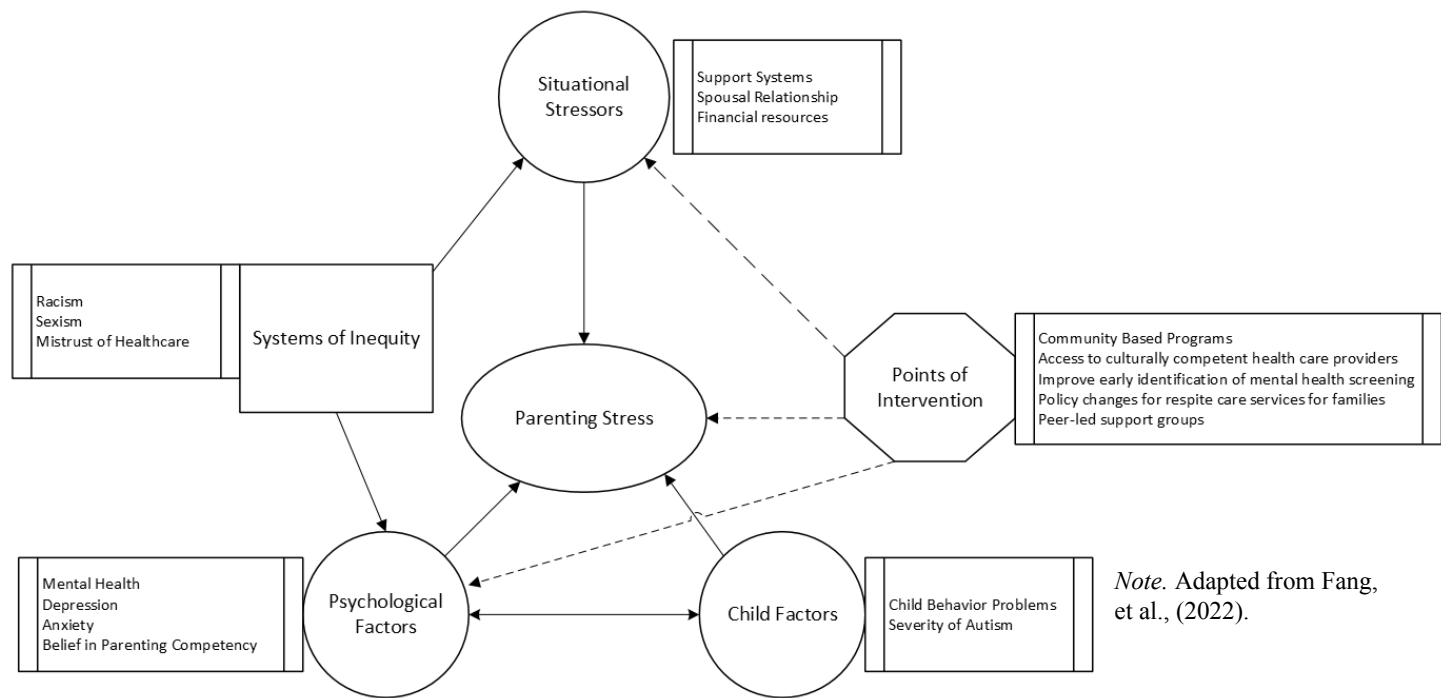 Situational
Stressors
Support Systems
Spousal Relationship
Financial resources
Racism
Sexism
Mistrust of Healthcare
Systems of Inequity
Parenting Stress
Points of
Intervention
Community Based Programs
Access to culturally competent health care providers
Improve early identification of mental health screening
Policy changes for respite care services for families
Peer-led support groups
Mental Health
Depression
Anxiety
Belief in Parenting Competency
Psychological
Factors
Child Factors
Child Behavior Problems
Severity of Autism
Note. Adapted from Fang,
et al., (2022).